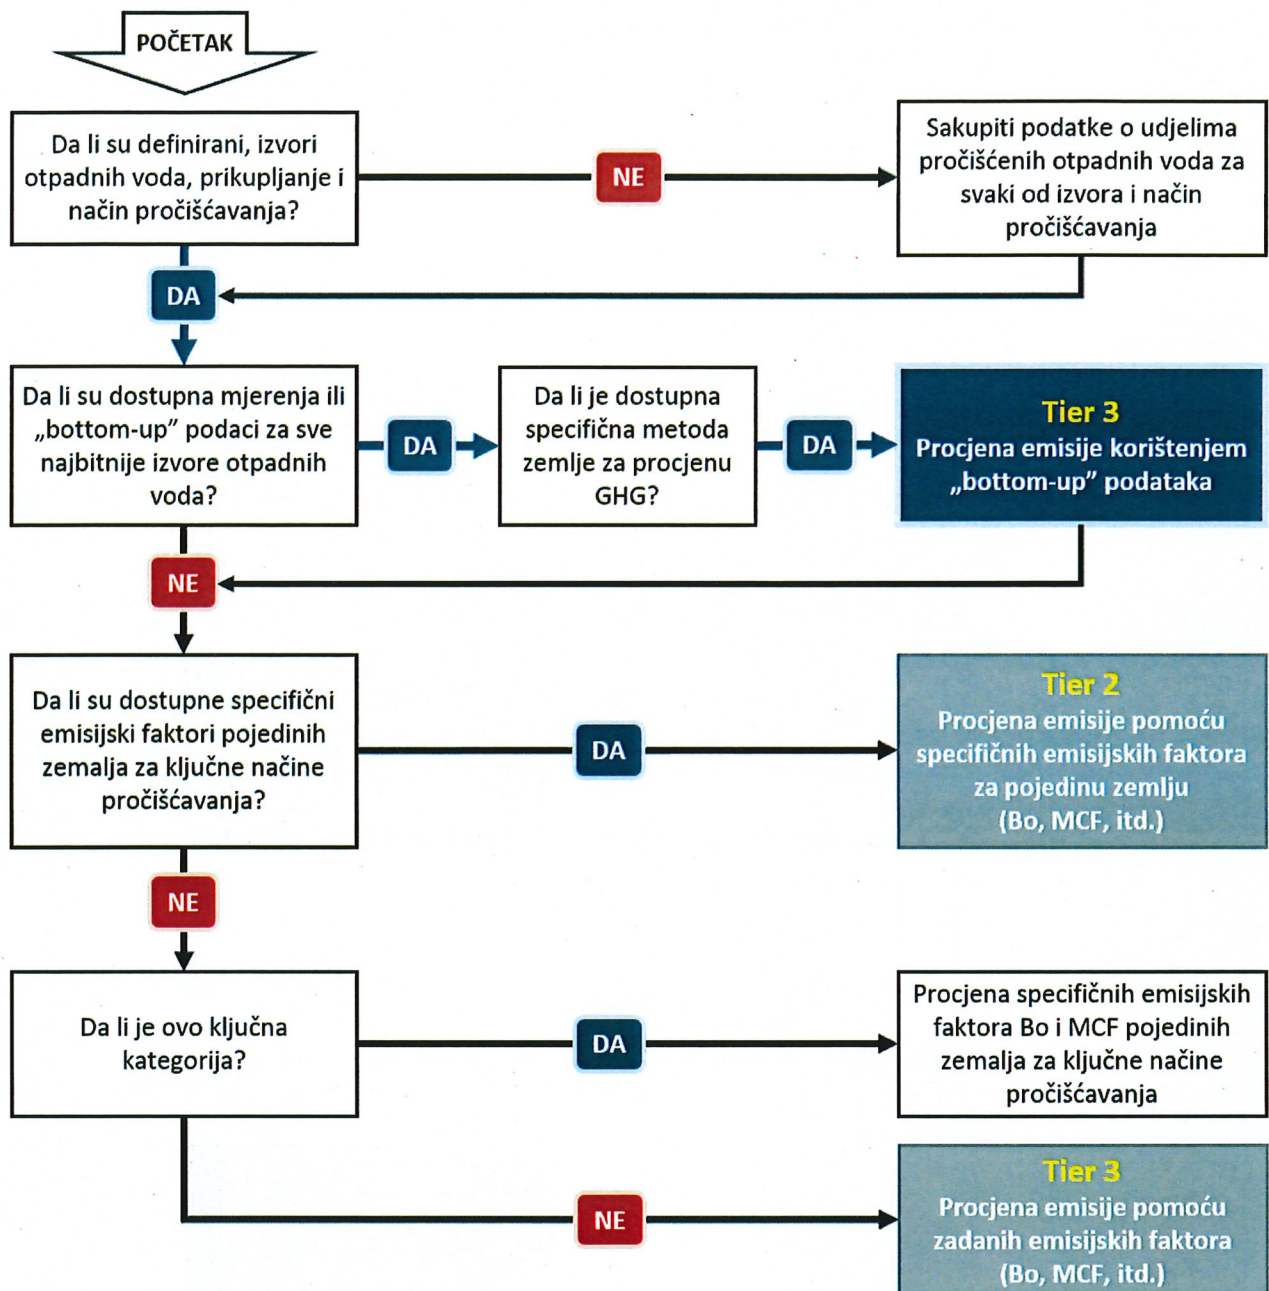 POČETAK
Da li su definirani, izvori
otpadnih voda, prikupljanje i
način pročišćavanja?
NE
Sakupiti podatke o udjelima
pročišćenih otpadnih voda za
svaki od izvora i način
pročišćavanja
DA
Da li su dostupna mjerenja ili
„bottom-up” podaci za sve
najbitnije izvore otpadnih
voda?
DA
Da li je dostupna
specifična metoda
zemlje za procjenu
GHG?
DA
Tier 3
Procjena emisije korištenjem
„bottom-up” podataka
NE
Da li su dostupne specifični
emisijski faktori pojedinih
zemalja za ključne načine
pročišćavanja?
DA
Tier 2
Procjena emisije pomoću
specifičnih emisijskih faktora
za pojedinu zemlju
(Bo, MCF, itd.)
NE
Da li je ovo ključna
kategorija?
DA
Procjena specifičnih emisijskih
faktora Bo i MCF pojedinih
zemalja za ključne načine
pročišćavanja
NE
Tier 3
Procjena emisije pomoću
zadanih emisijskih faktora
(Bo, MCF, itd.)